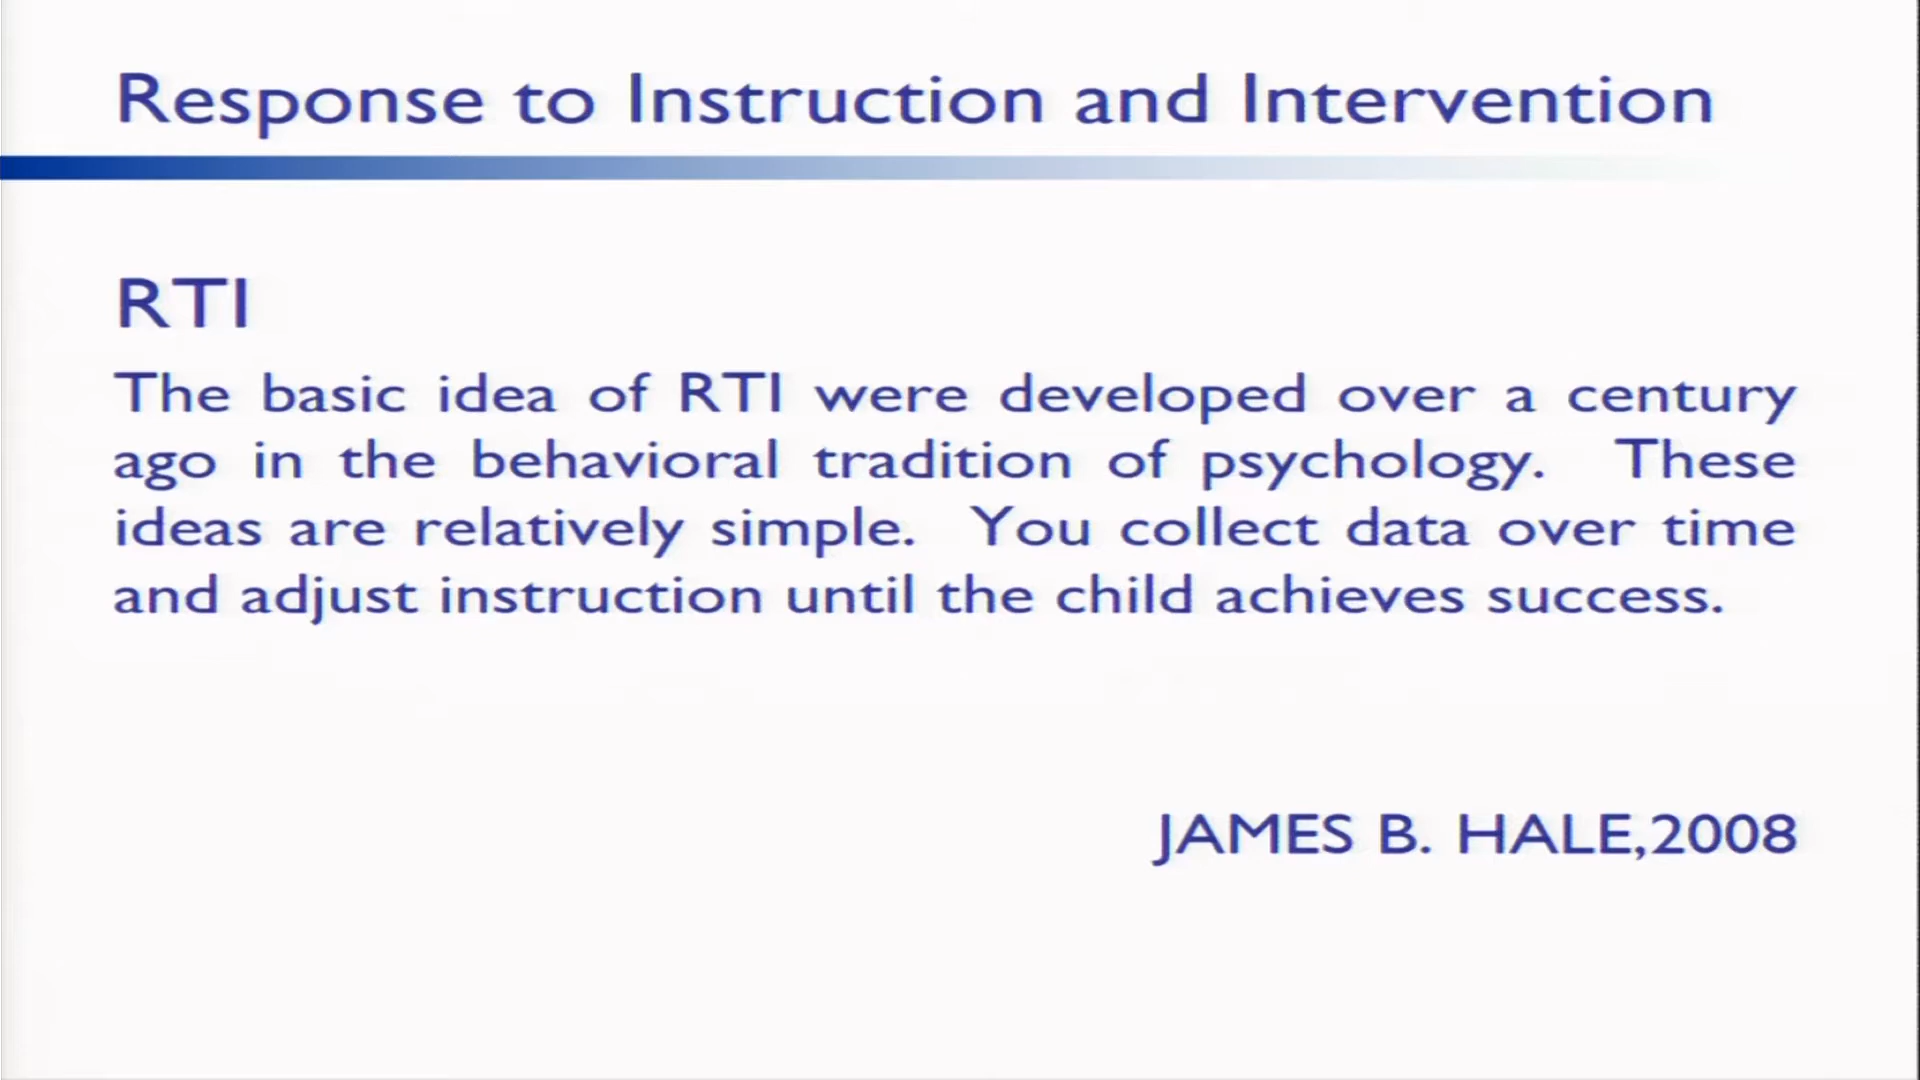 Response to Instruction and Intervention
RTI
The basic idea of RTI were developed over a century
ago in the behavioral tradition of psychology. These
ideas are relatively simple. You collect data over time
and adjust instruction until the child achieves success.
JAMES B. HALE,2008